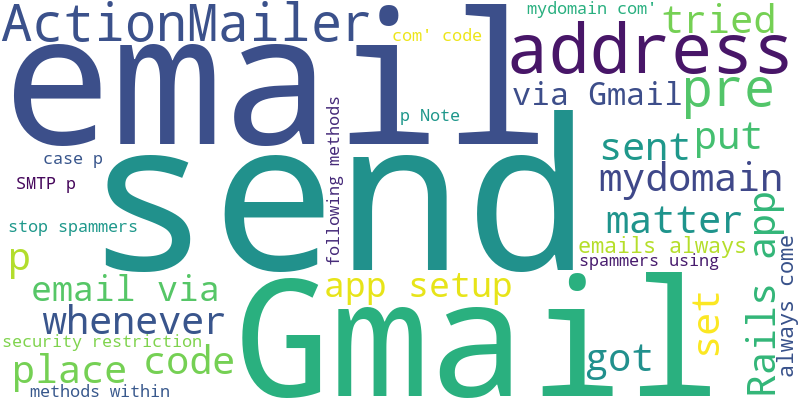 ActionMailer
com' code
mydomain com'
tried
email
address
via Gmail
pre
p Note
put
case p
SMTP p
send
following methods
sent
mydomain
matter
stop spammers
p
emails always
spammers using
email via
app setup
whenever
Gmail
security restriction
place
code
methods within
got
set
Rails app
always come